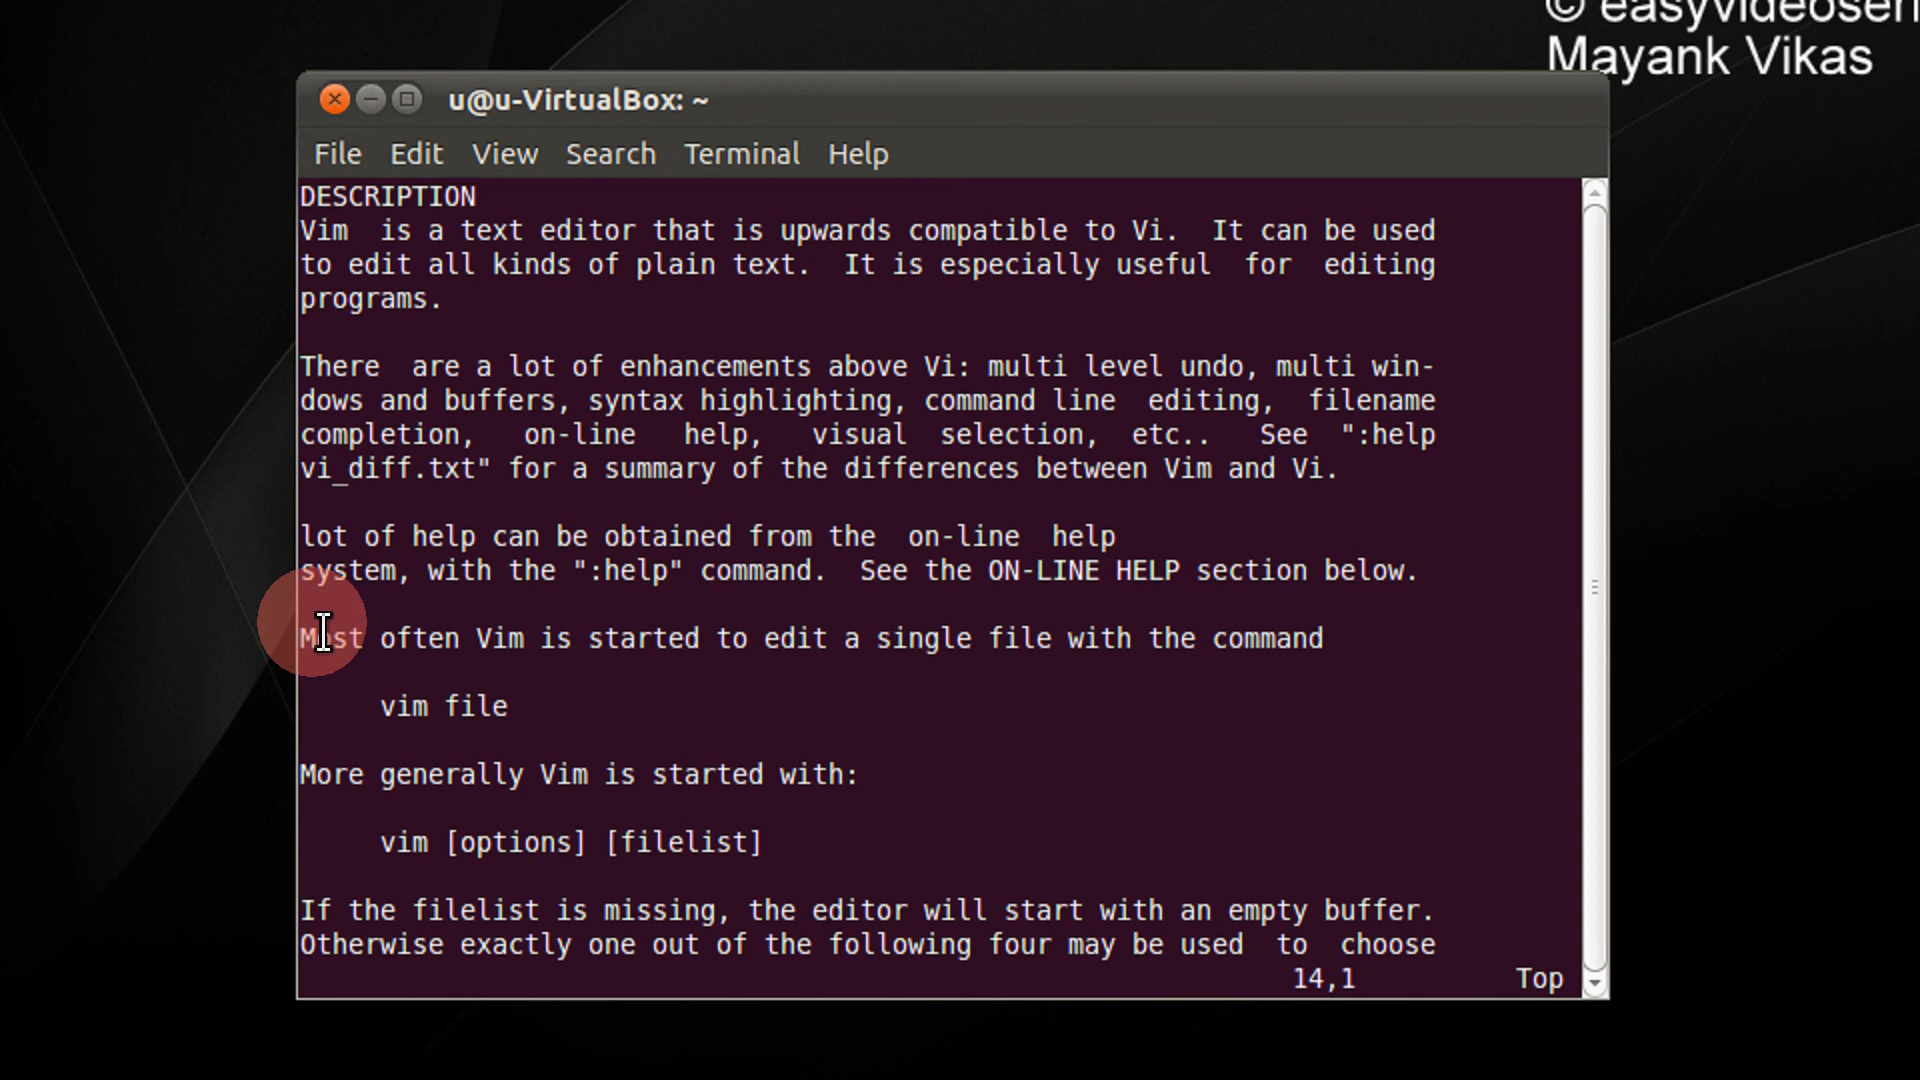 Mayank Vikas
u@u-VirtualBox: ~
File Edit View Search Terminal Help
DESCRIPTION
Vim  is a text editor that is upwards compatible to Vi.  It can be used
to edit all kinds of plain text.  It is especially useful  for  editing
programs.
There  are a lot of enhancements above Vi: multi level undo, multi win-
dows and buffers, syntax highlighting, command line  editing,  filename
completion,   on-line   help,   visual  selection,  etc..   See  ":help
vi_diff.txt" for a summary of the differences between Vim and Vi.
lot of help can be obtained from the  on-line  help
system, with the ":help" command.  See the ON-LINE HELP section below.
Most often Vim is started to edit a single file with the command
vim file
More generally Vim is started with:
vim [options] [filelist]
If the filelist is missing, the editor will start with an empty buffer.
Otherwise exactly one out of the following four may be used  to  choose
14,1 Top